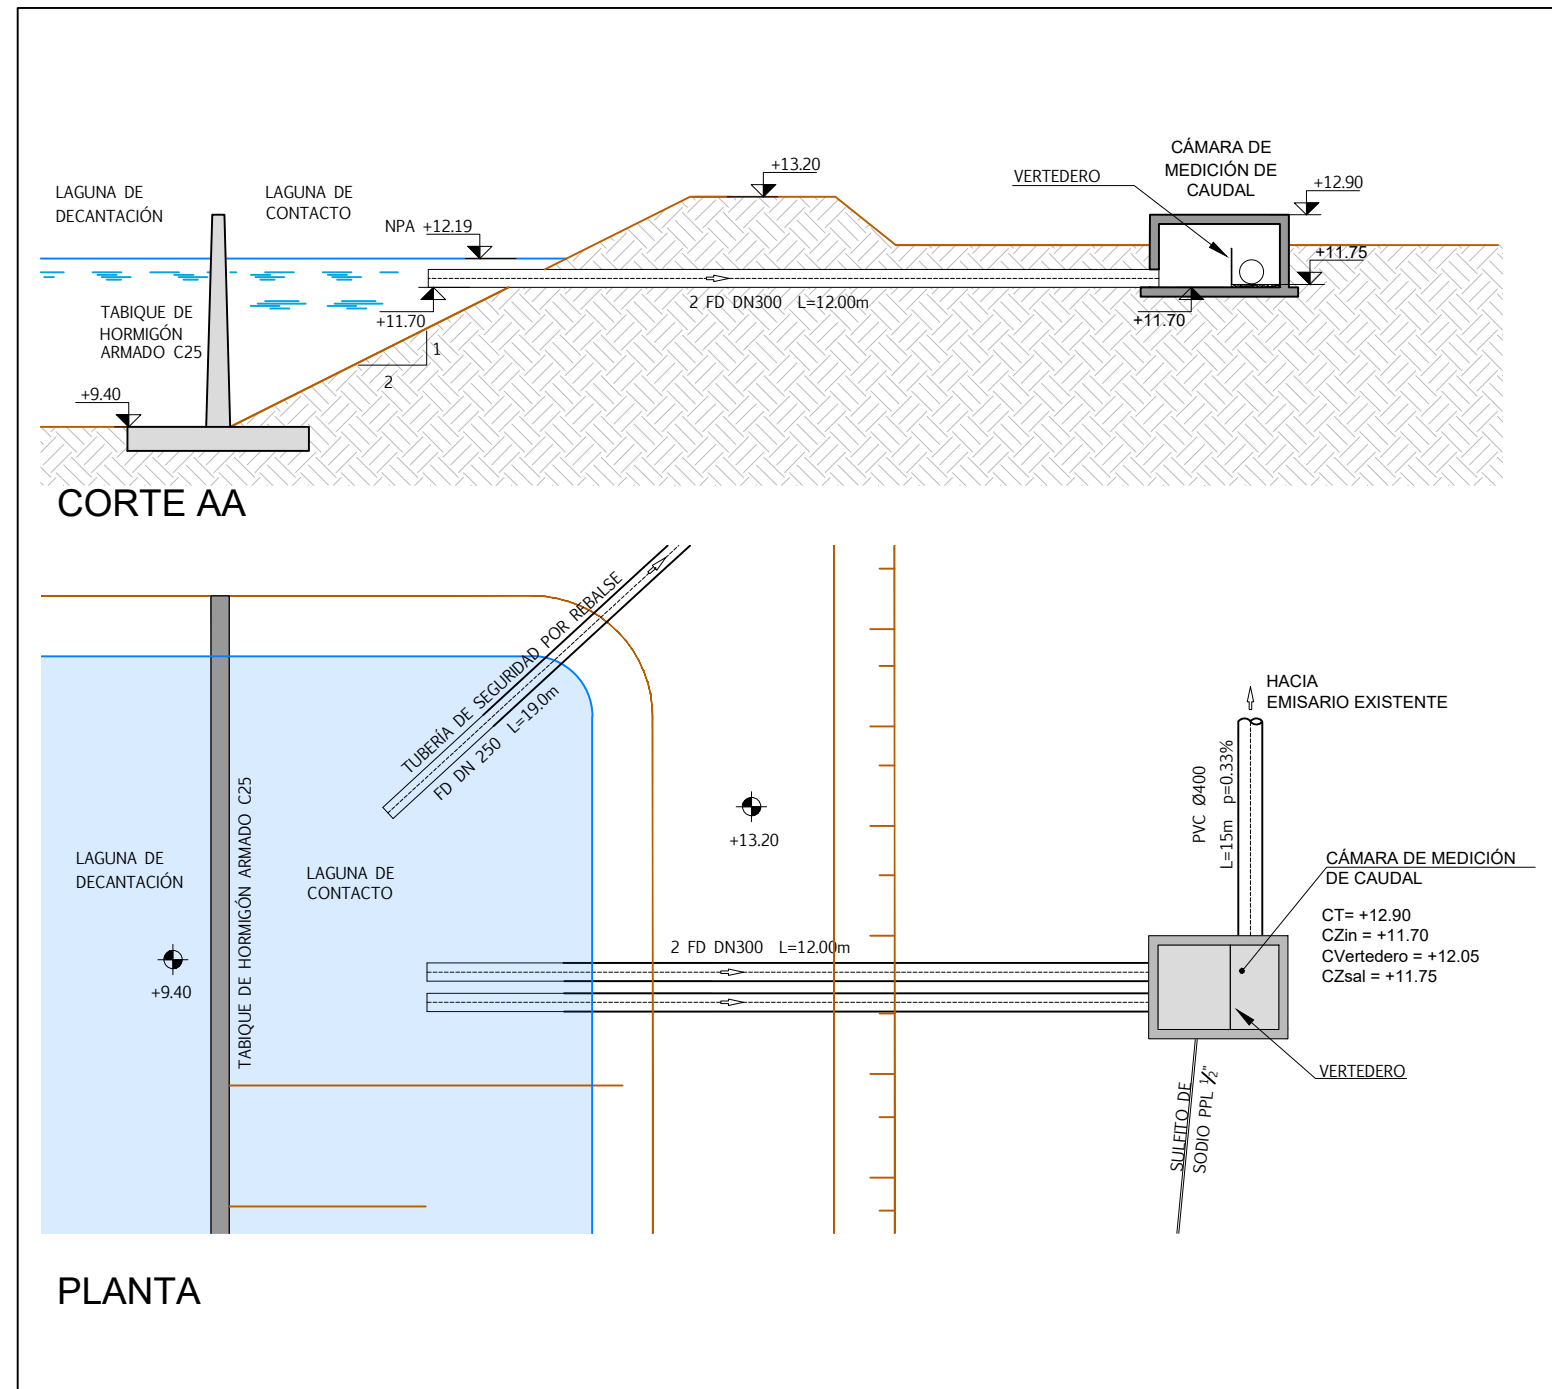 CÁMARA DE
MEDICIÓN DE
CAUDAL
+13.20
VERTEDERO
+12.90
LAGUNA DE
DECANTACIÓN
LAGUNA DE
CONTACTO
NPA +12.19
+11.75
2 FD DN300 L=12.00m
+11.70
+11.70
TABIQUE DE
HORMIGÓN
ARMADO C25
1
2
+9.40
CORTE AA
TUBERÍA DE SEGURIDAD POR REBALSE
FD DN 250 L=19.0m
HACIA
EMISARIO EXISTENTE
PVC Ø400
L=15m p=0.33%
TABIQUE DE HORMIGÓN ARMADO C25
+13.20
LAGUNA DE
DECANTACIÓN
LAGUNA DE
CONTACTO
CÁMARA DE MEDICIÓN
DE CAUDAL
CT= +12.90
CZin = +11.70
CVertedero = +12.05
CZsal = +11.75
2 FD DN300 L=12.00m
+9.40
VERTEDERO
SULFITO DE
SODIO PPL ½"
PLANTA